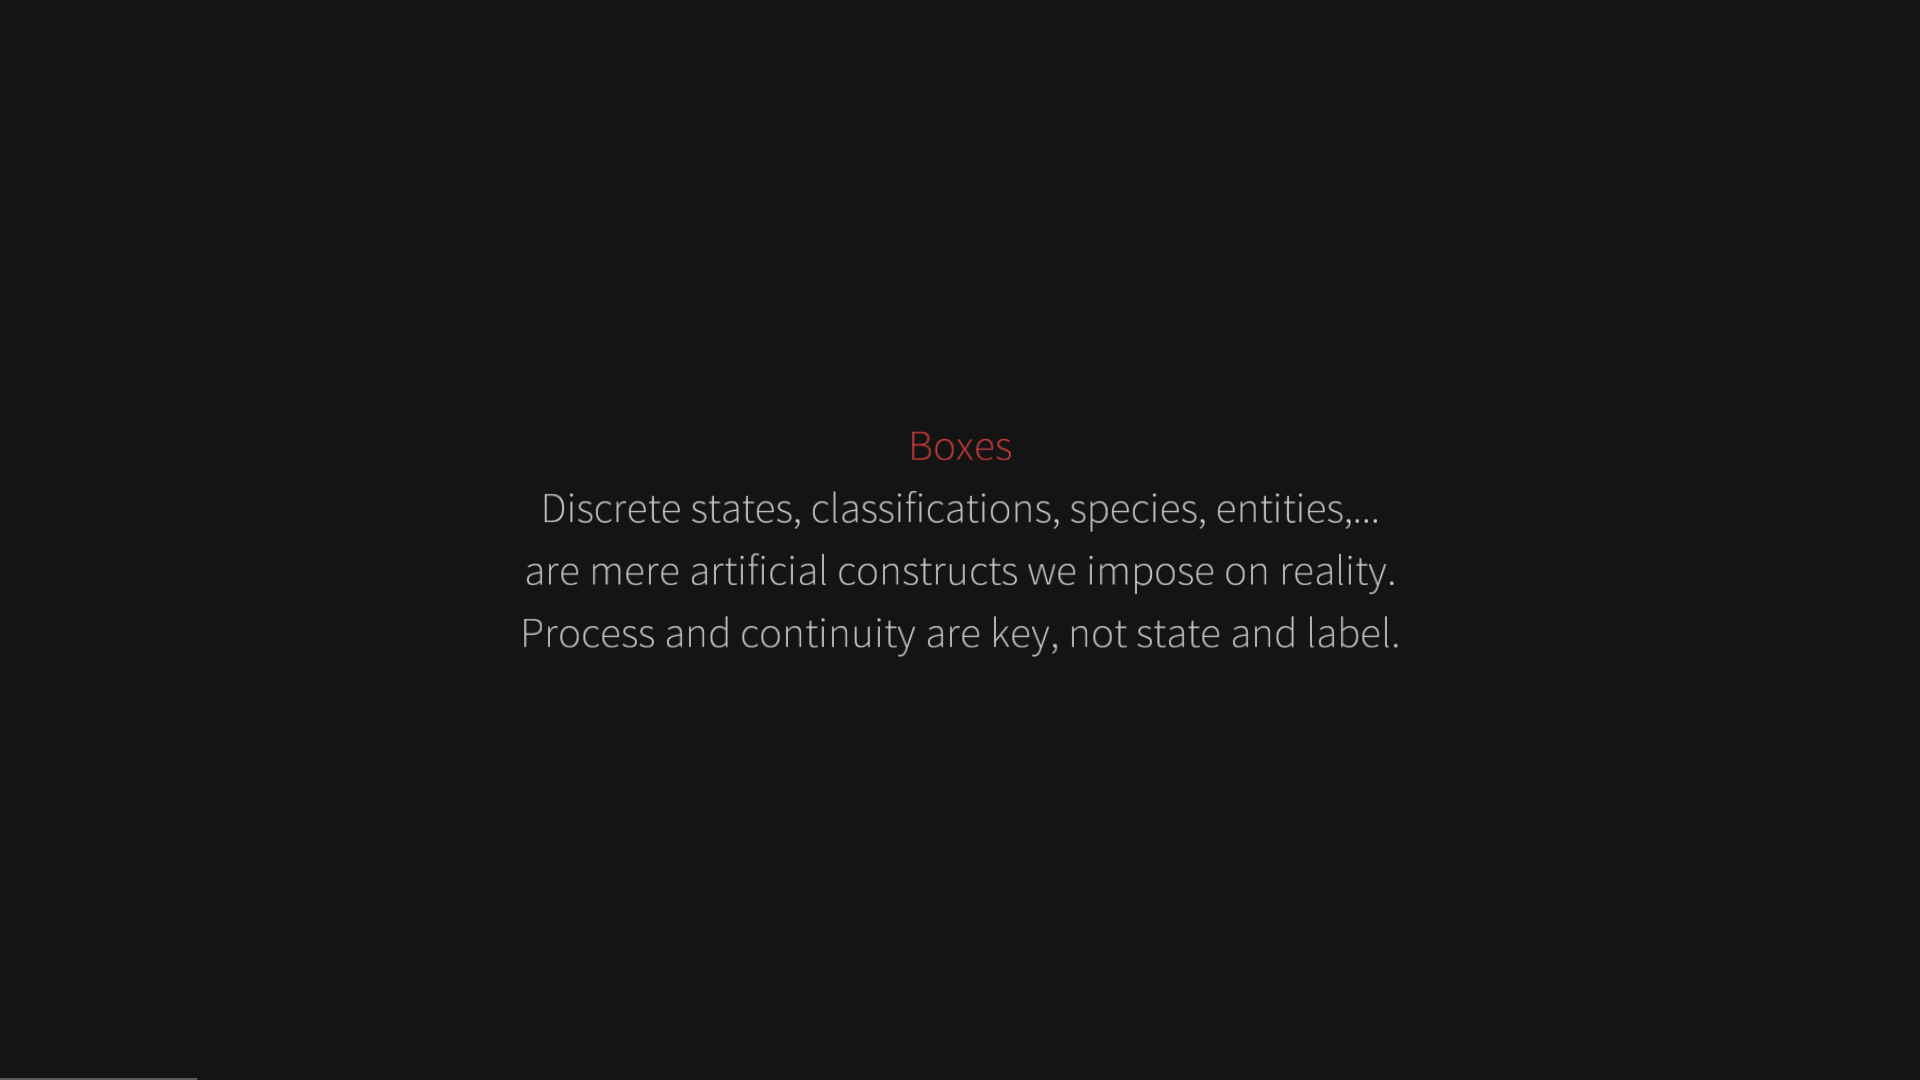 Boxes
Discrete states, classifications, species, entities,...
are mere artificial constructs we impose on reality.
Process and continuity are key, not state and label.